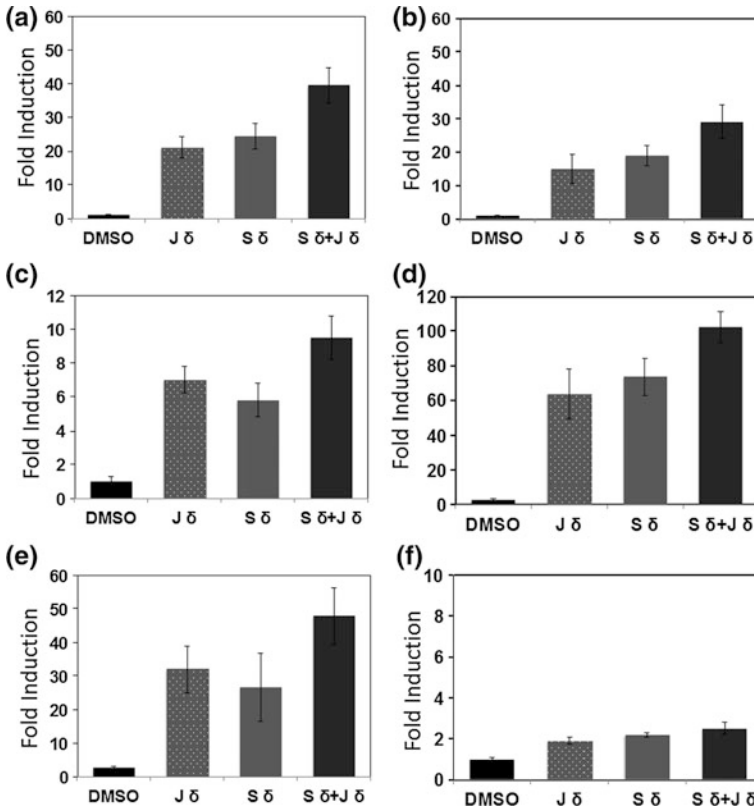 (a)
60
50
40
30
20
10
0
Fold Induction
DMSO J δ S δ S δ+J δ
(b)
60
50
40
30
20
10
0
Fold Induction
DMSO J δ S δ S δ+J δ
(c)
12
10
8
6
4
2
0
Fold Induction
DMSO J δ S δ S δ+J δ
(d)
120
100
80
60
40
20
0
Fold Induction
DMSO J δ S δ S δ+J δ
(e)
60
50
40
30
20
10
0
Fold Induction
DMSO J δ S δ S δ+J δ
(f)
10
8
6
4
2
0
Fold Induction
DMSO J δ S δ S δ+J δ